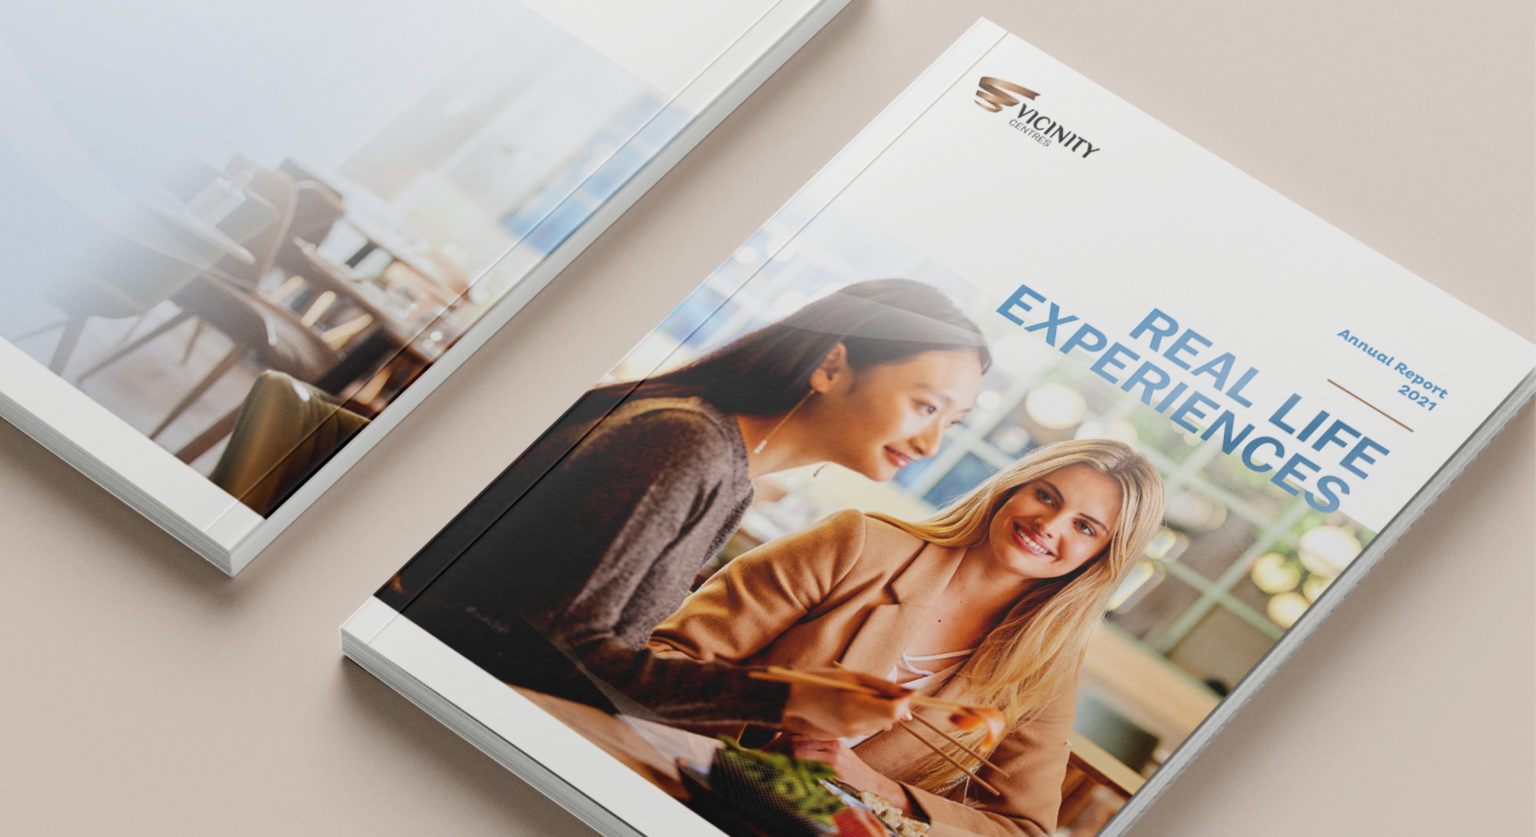 VICINITY
CENTRES
Annual Report
2021
REAL LIFE
EXPERIENCES